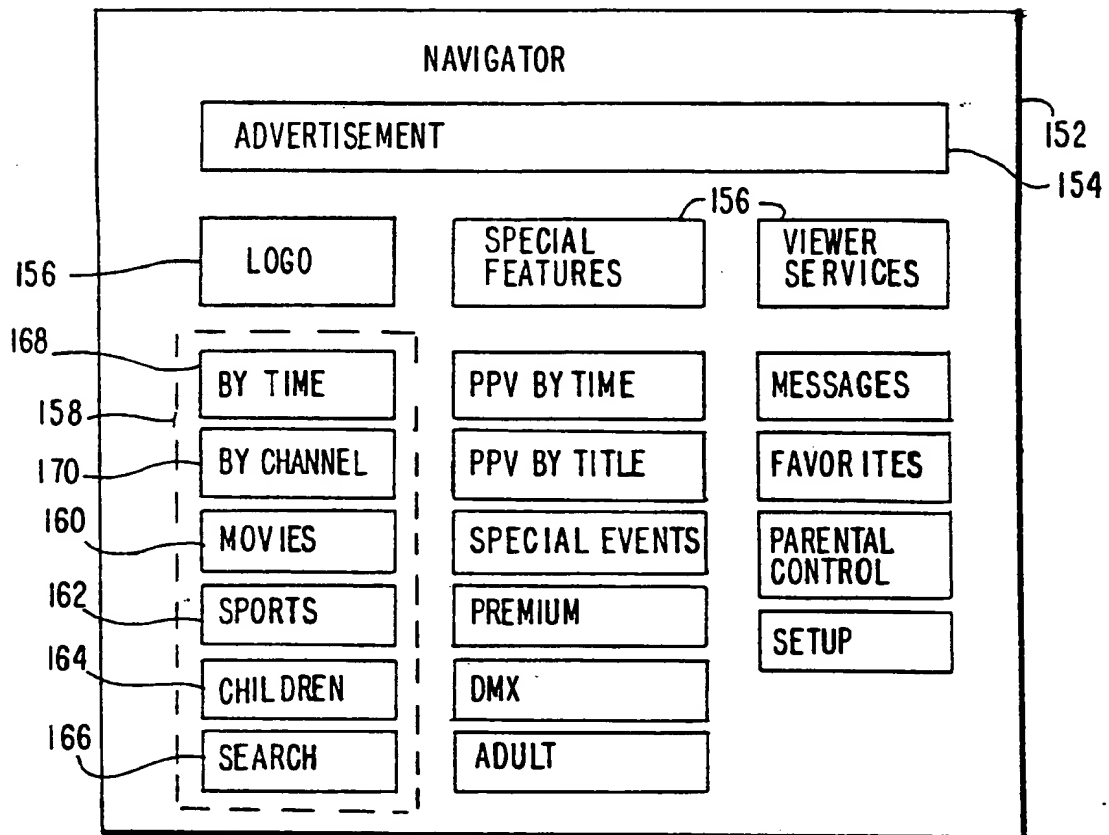 NAVIGATOR
ADVERTISEMENT
152
154
156
156
LOGO
SPECIAL
FEATURES
VIEWER
SERVICES
168
158
BY TIME
PPV BY TIME
MESSAGES
170
BY CHANNEL
PPV BY TITLE
FAVORITES
160
MOVIES
SPECIAL EVENTS
PARENTAL
CONTROL
162
SPORTS
PREMIUM
SETUP
164
CHILDREN
DMX
166
SEARCH
ADULT